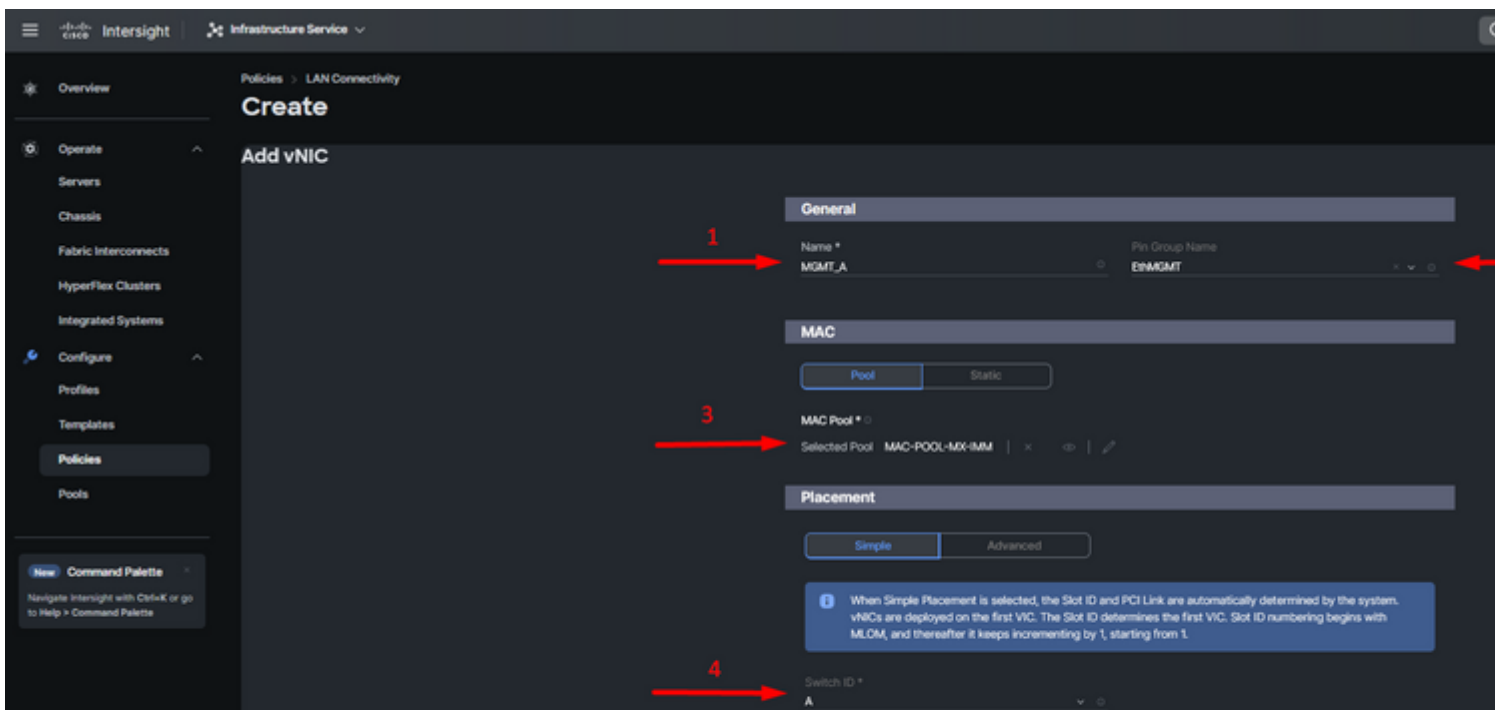 cisco Intersight Infrastructure Service
Overview
Operate
Servers
Chassis
Fabric Interconnects
HyperFlex Clusters
Integrated Systems
Configure
Profiles
Templates
Policies
Pools
New Command Palette
Navigate Intersight with Ctrl+K or go
to Help > Command Palette
Policies > LAN Connectivity
Create
Add vNIC
General
1
Name *
MGMT_A
Pin Group Name
EthMGMT
MAC
Pool Static
3
MAC Pool *
Selected Pool MAC-POOL-MX-IMM
Placement
Simple Advanced
When Simple Placement is selected, the Slot ID and PCI Link are automatically determined by the system.
vNICs are deployed on the first VIC. The Slot ID determines the first VIC. Slot ID numbering begins with
MLOM, and thereafter it keeps incrementing by 1, starting from 1.
4
Switch ID *
A